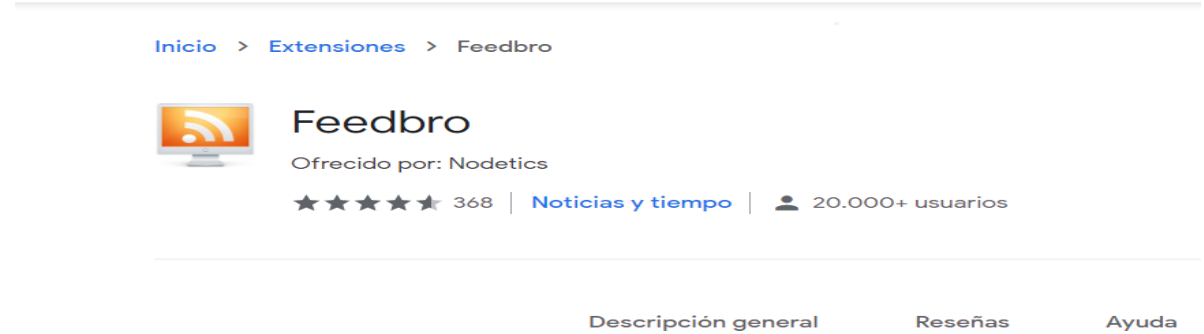 Inicio > Extensiones > Feedbro
Feedbro
Ofrecido por: Nodetics
368 | Noticias y tiempo | 20.000+ usuarios
Descripción general Reseñas Ayuda